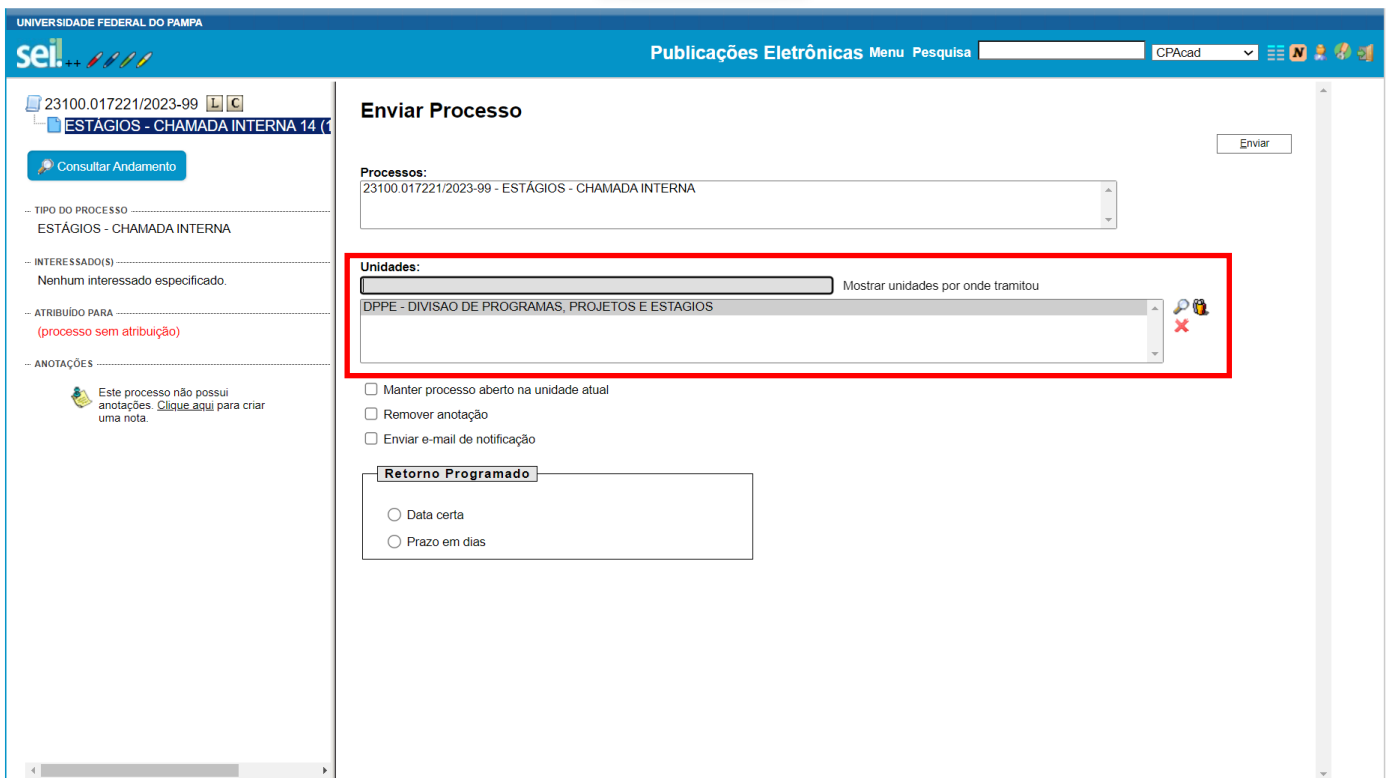 UNIVERSIDADE FEDERAL DO PAMPA
sei! ++
Publicações Eletrônicas Menu Pesquisa CPAcad N
23100.017221/2023-99 L C
ESTÁGIOS - CHAMADA INTERNA 14 (1
Consultar Andamento
TIPO DO PROCESSO
ESTÁGIOS - CHAMADA INTERNA
INTERESSADO(S)
Nenhum interessado especificado.
ATRIBUÍDO PARA
(processo sem atribuição)
ANOTAÇÕES
Este processo não possui
anotações. Clique aqui para criar
uma nota.
Enviar Processo
Enviar
Processos:
23100.017221/2023-99 - ESTÁGIOS - CHAMADA INTERNA
Unidades:
Mostrar unidades por onde tramitou
DPPE - DIVISAO DE PROGRAMAS, PROJETOS E ESTAGIOS
Manter processo aberto na unidade atual
Remover anotação
Enviar e-mail de notificação
Retorno Programado
Data certa
Prazo em dias